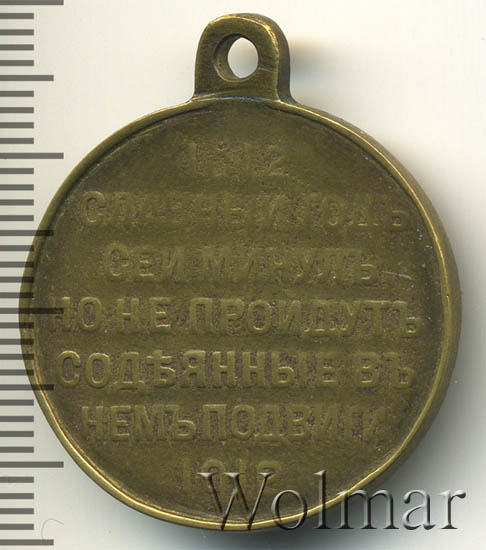 1812
СЛАВНЫЙ ГОДЪ
СЕЙ МИНУЛЪ,
НО НЕ ПРОЙДУТЪ
СОДѢЯННЫЕ ВЪ
НЕМЪ ПОДВИГИ
1912
Wolmar